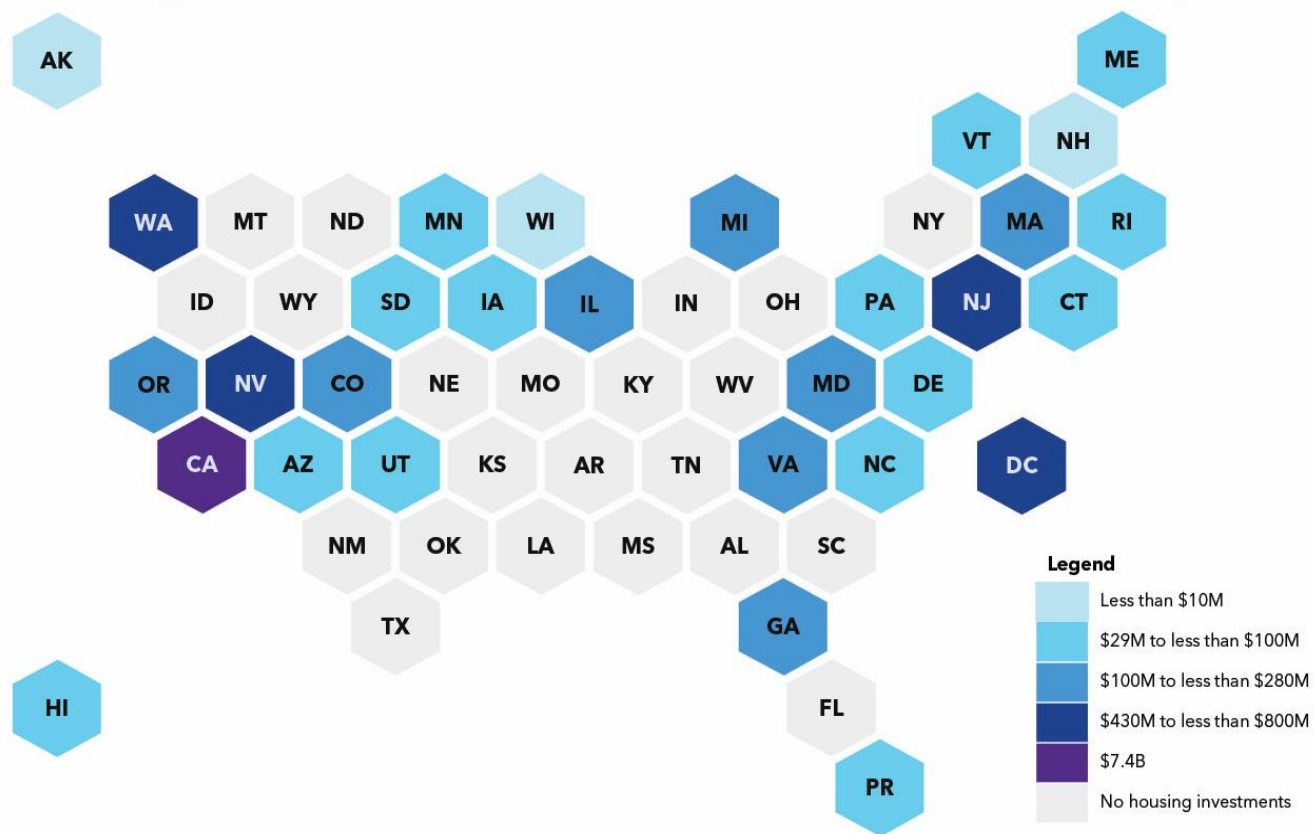 AK
ME
VT NH
WA MT ND MN WI MI NY MA RI
ID WY SD IA IL IN OH PA NJ CT
OR NV CO NE MO KY WV MD DE
CA AZ UT KS AR TN VA NC DC
NM OK LA MS AL SC
TX GA
HI FL
PR
Legend
Less than $10M
$29M to less than $100M
$100M to less than $280M
$430M to less than $800M
$7.4B
No housing investments